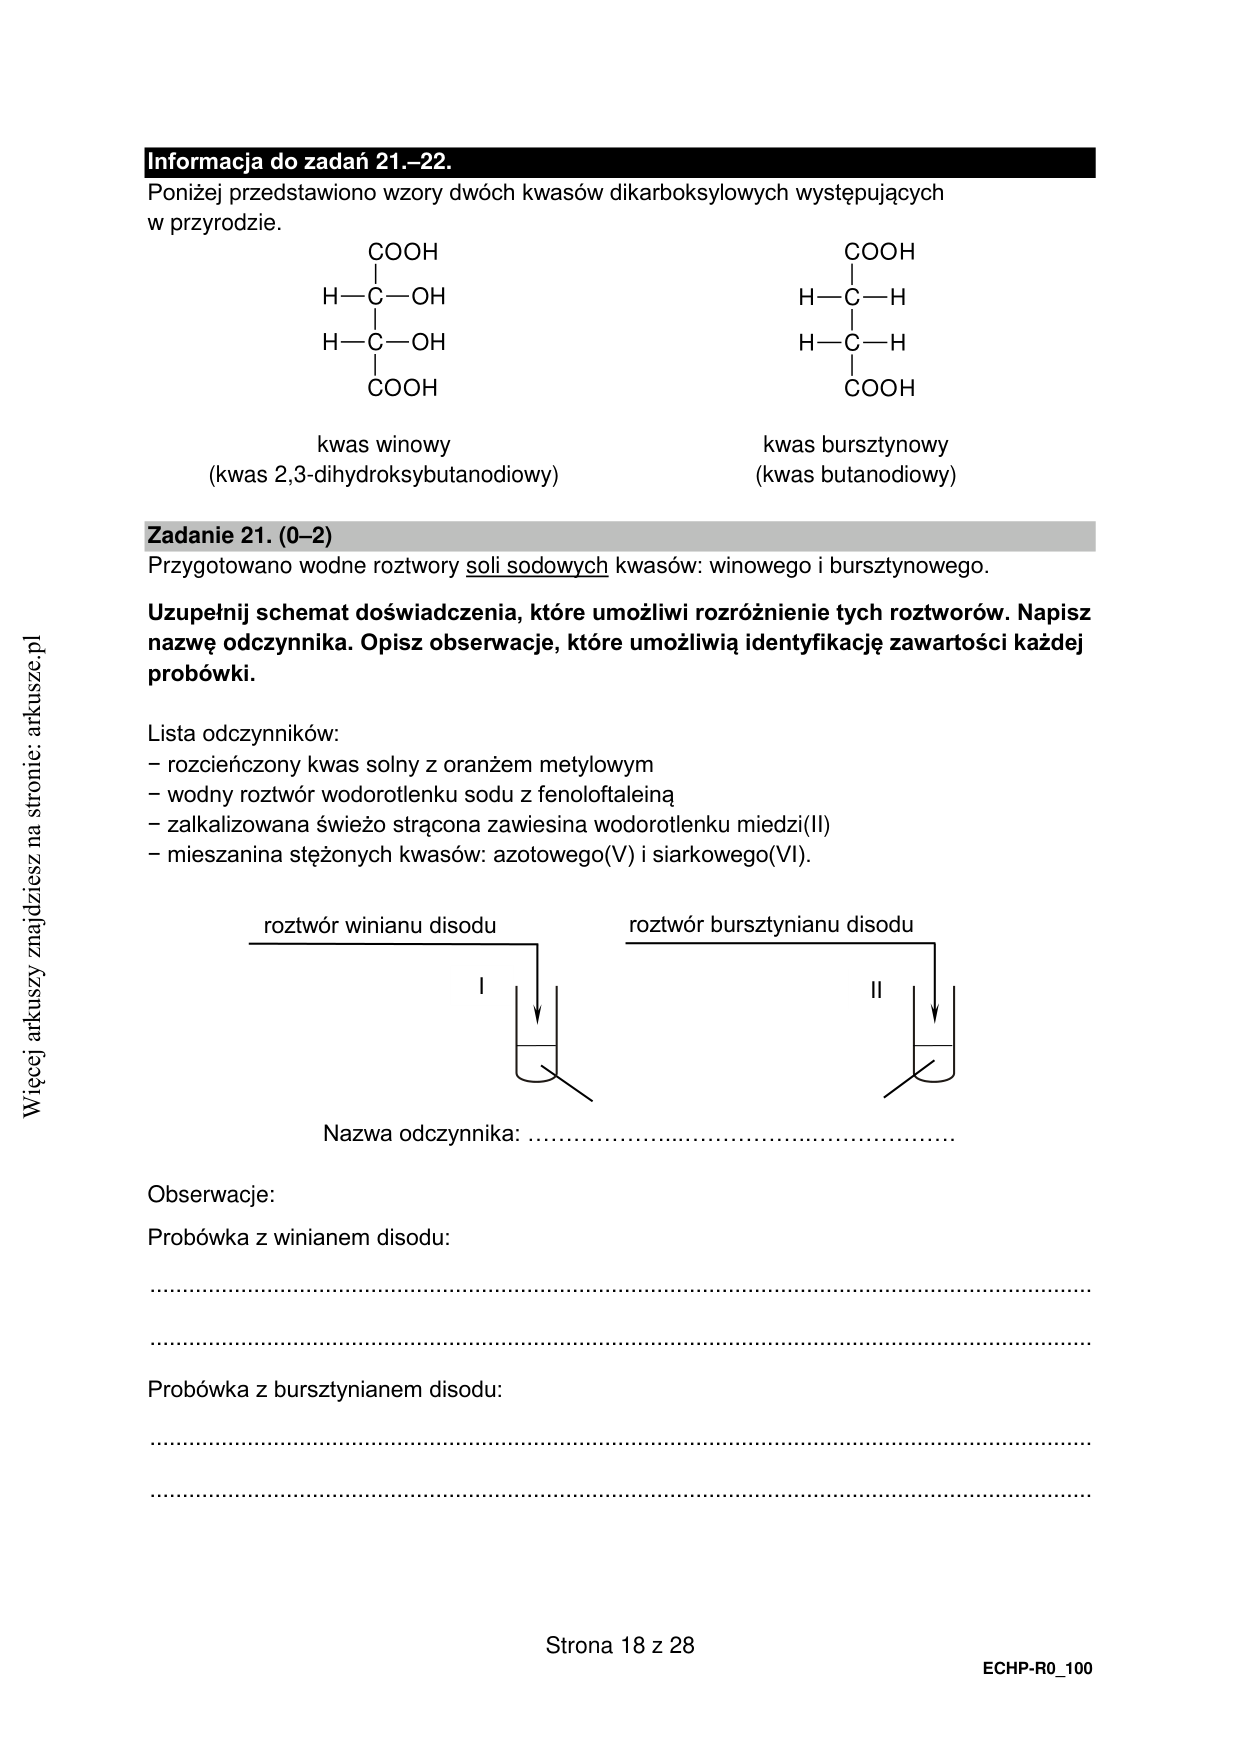 Informacja do zadań 21.–22.
Poniżej przedstawiono wzory dwóch kwasów dikarboksylowych występujących
w przyrodzie.
COOH
H—C—OH
H—C—OH
COOH
COOH
H—C—H
H—C—H
COOH
kwas winowy
(kwas 2,3-dihydroksybutanodiowy)
kwas bursztynowy
(kwas butanodiowy)
Zadanie 21. (0–2)
Przygotowano wodne roztwory soli sodowych kwasów: winowego i bursztynowego.
Uzupełnij schemat doświadczenia, które umożliwi rozróżnienie tych roztworów. Napisz
nazwę odczynnika. Opisz obserwacje, które umożliwią identyfikację zawartości każdej
probówki.
Lista odczynników:
− rozcieńczony kwas solny z oranżem metylowym
− wodny roztwór wodorotlenku sodu z fenoloftaleiną
− zalkalizowana świeżo strącona zawiesina wodorotlenku miedzi(II)
− mieszanina stężonych kwasów: azotowego(V) i siarkowego(VI).
roztwór winianu disodu
roztwór bursztynianu disodu
I
II
Nazwa odczynnika: ………………...……………..………………
Obserwacje:
Probówka z winianem disodu:
Probówka z bursztynianem disodu:
Strona 18 z 28
ECHP-R0_100
Więcej arkuszy znajdziesz na stronie: arkusze.pl